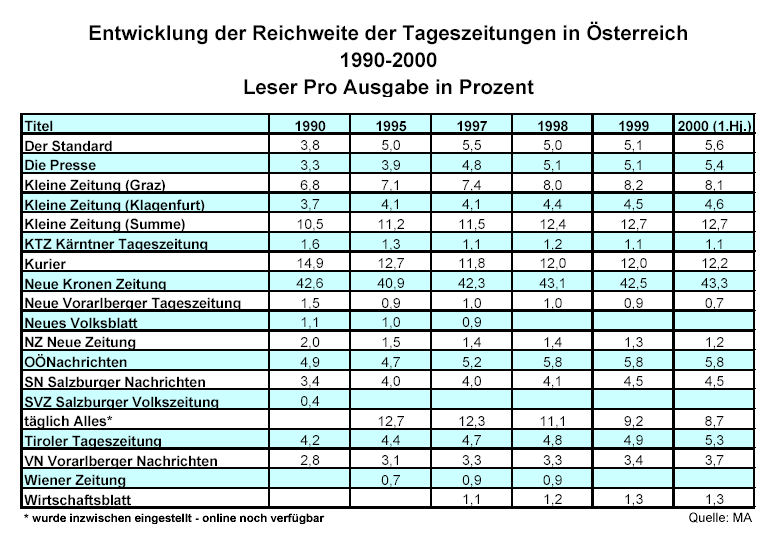 Entwicklung der Reichweite der Tageszeitungen in Österreich
1990-2000
Leser Pro Ausgabe in Prozent
Titel 1990 1995 1997 1998 1999 2000 (1.Hj.)
Der Standard 3,8 5,0 5,5 5,0 5,1 5,6
Die Presse 3,3 3,9 4,8 5,1 5,1 5,4
Kleine Zeitung (Graz) 6,8 7,1 7,4 8,0 8,2 8,1
Kleine Zeitung (Klagenfurt) 3,7 4,1 4,1 4,4 4,5 4,6
Kleine Zeitung (Summe) 10,5 11,2 11,5 12,4 12,7 12,7
KTZ Kärntner Tageszeitung 1,6 1,3 1,1 1,2 1,1 1,1
Kurier 14,9 12,7 11,8 12,0 12,0 12,2
Neue Kronen Zeitung 42,6 40,9 42,3 43,1 42,5 43,3
Neue Vorarlberger Tageszeitung 1,5 0,9 1,0 1,0 0,9 0,7
Neues Volksblatt 1,1 1,0 0,9
NZ Neue Zeitung 2,0 1,5 1,4 1,4 1,3 1,2
OÖNachrichten 4,9 4,7 5,2 5,8 5,8 5,8
SN Salzburger Nachrichten 3,4 4,0 4,0 4,1 4,5 4,5
SVZ Salzburger Volkszeitung 0,4
täglich Alles* 12,7 12,3 11,1 9,2 8,7
Tiroler Tageszeitung 4,2 4,4 4,7 4,8 4,9 5,3
VN Vorarlberger Nachrichten 2,8 3,1 3,3 3,3 3,4 3,7
Wiener Zeitung 0,7 0,9 0,9
Wirtschaftsblatt 1,1 1,2 1,3 1,3
* wurde inzwischen eingestellt - online noch verfügbar Quelle: MA